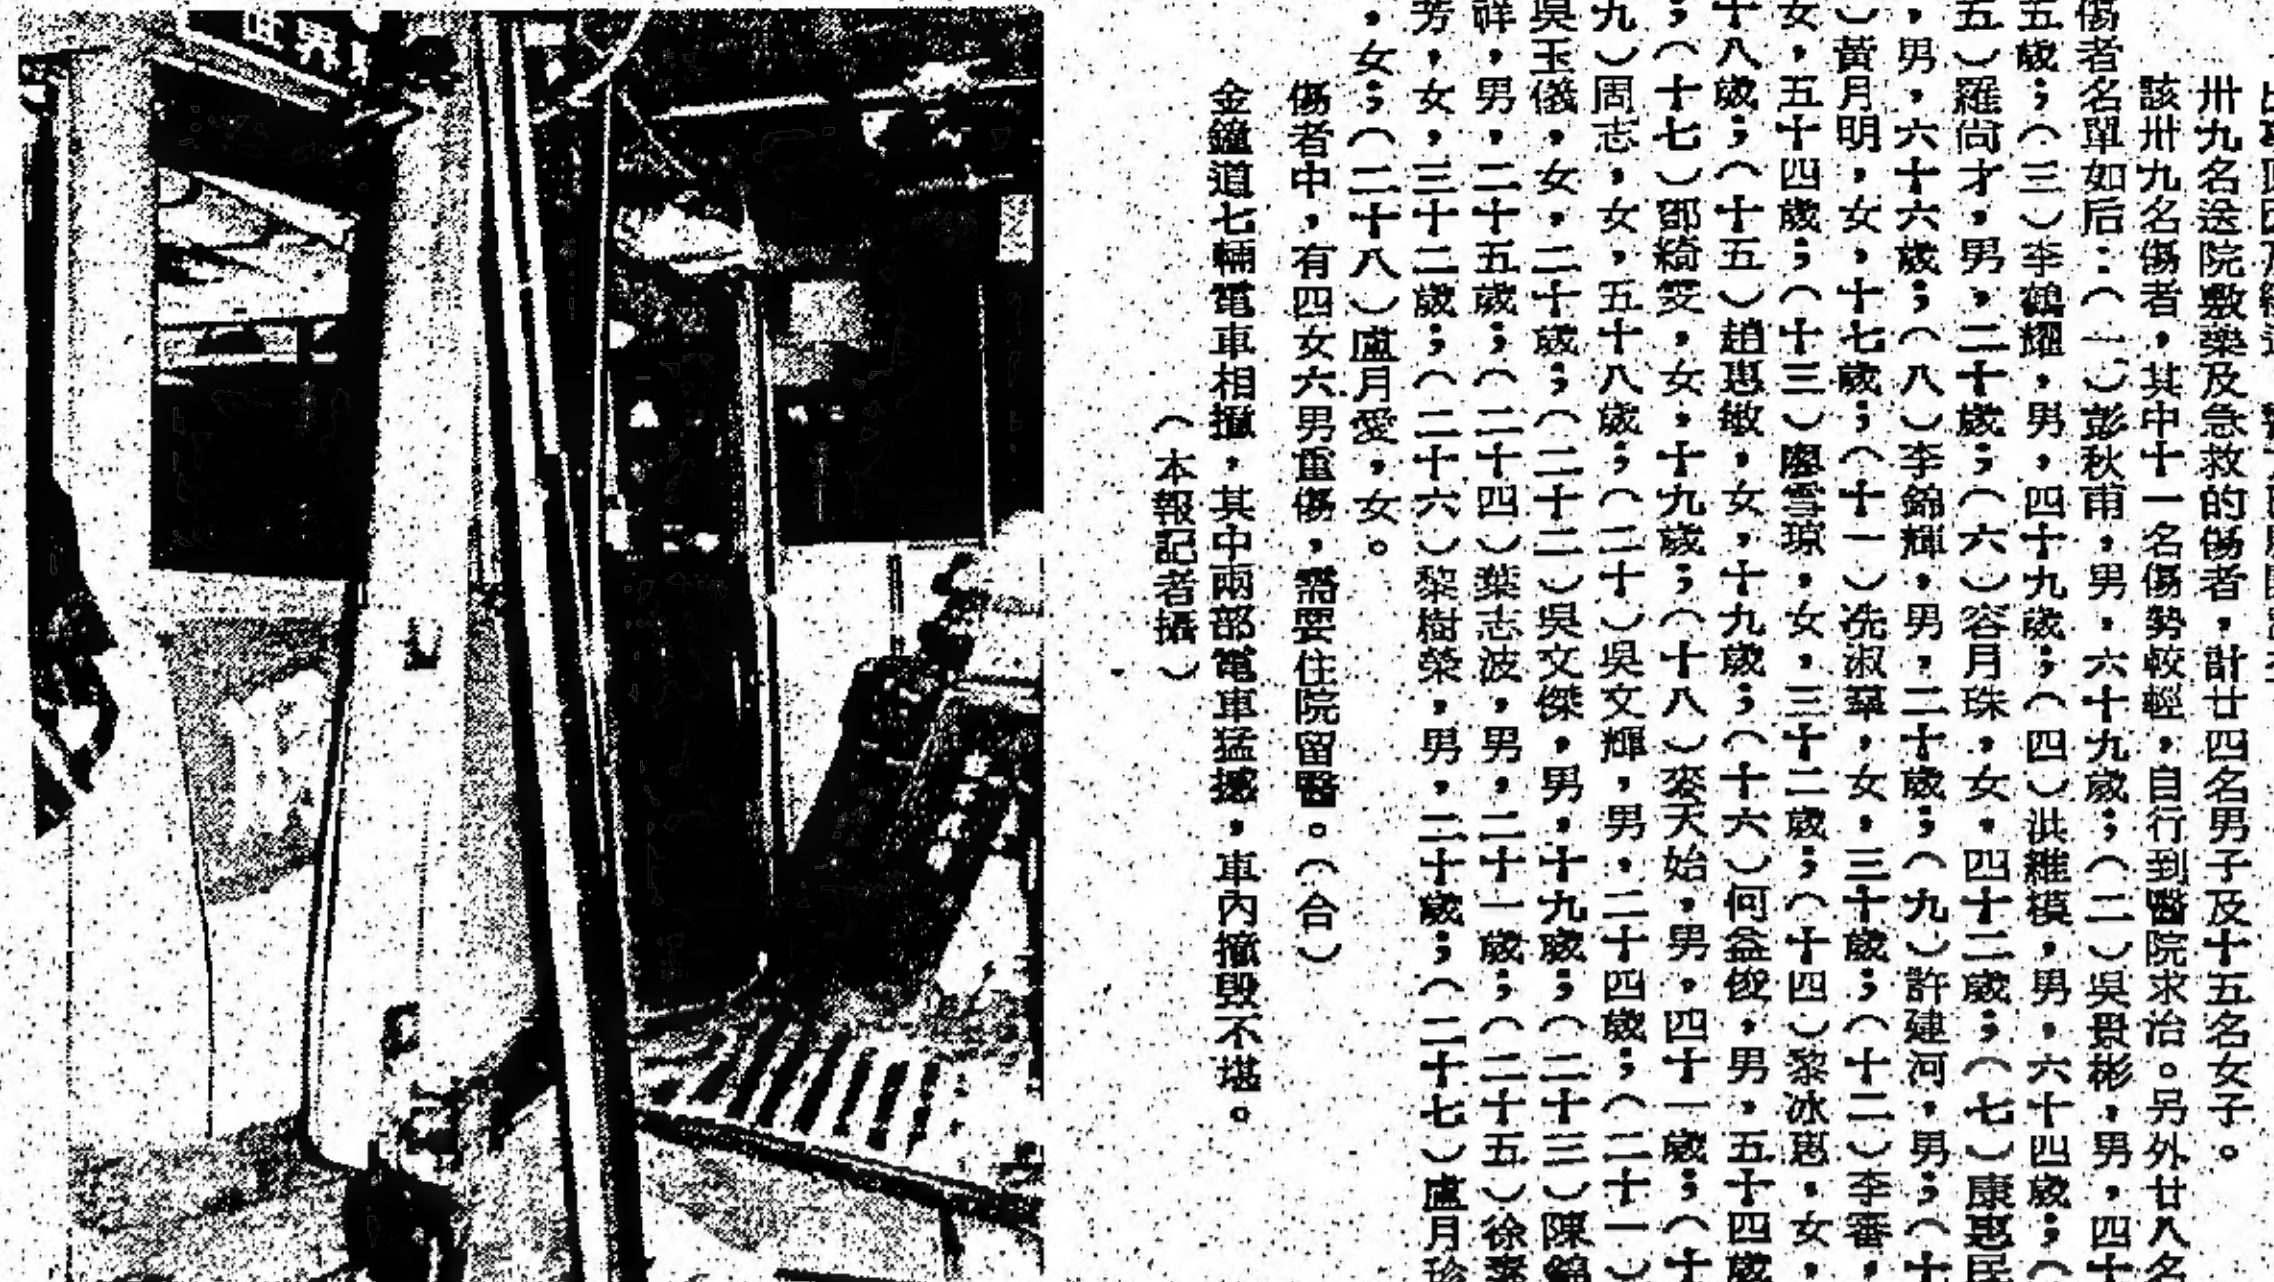 卅九名送院敷藥及急救的傷者，計廿四名男子及十五名女子。
該卅九名傷者，其中十一名傷勢較輕，自行到醫院求治。另外廿八名
傷者名單如后：（一）彭秋甫，男，六十九歲；（二）吳景彬，男，四十
五歲；（三）李鶴耀，男，四十九歲；（四）洪維模，男，六十四歲；（
五）羅尚才，男，二十歲；（六）容月珠，女，四十二歲；（七）康惠民
，男，六十六歲；（八）李錦輝，男，二十歲；（九）許建河，男；（十
）黃月明，女，十七歲；（十一）冼淑羣，女，三十歲；（十二）李審，
女，五十四歲；（十三）廖雪琼，女，三十二歲；（十四）黎冰崽，女，
十八歲；（十五）趙惠敏，女，十九歲；（十六）何益俊，男，五十四歲
；（十七）鄧綺雯，女，十九歲；（十八）麥天始，男，四十一歲；（十
九）周志，女，五十八歲；（二十）吳文輝，男，二十四歲；（二十一）
吳玉儀，女，二十歲；（二十二）吳文傑，男，十九歲；（二十三）陳錦
祥，男，二十五歲；（二十四）葉志波，男，二十一歲；（二十五）徐
芳，女，三十二歲；（二十六）黎樹榮，男，二十歲；（二十七）盧月珍
，女；（二十八）盧月愛，女。
傷者中，有四女六男重傷，需要住院留醫。（合）
金鐘道七輛電車相撞，其中兩部電車猛撼，車內撞毀不堪。
（本報記者攝）
世界